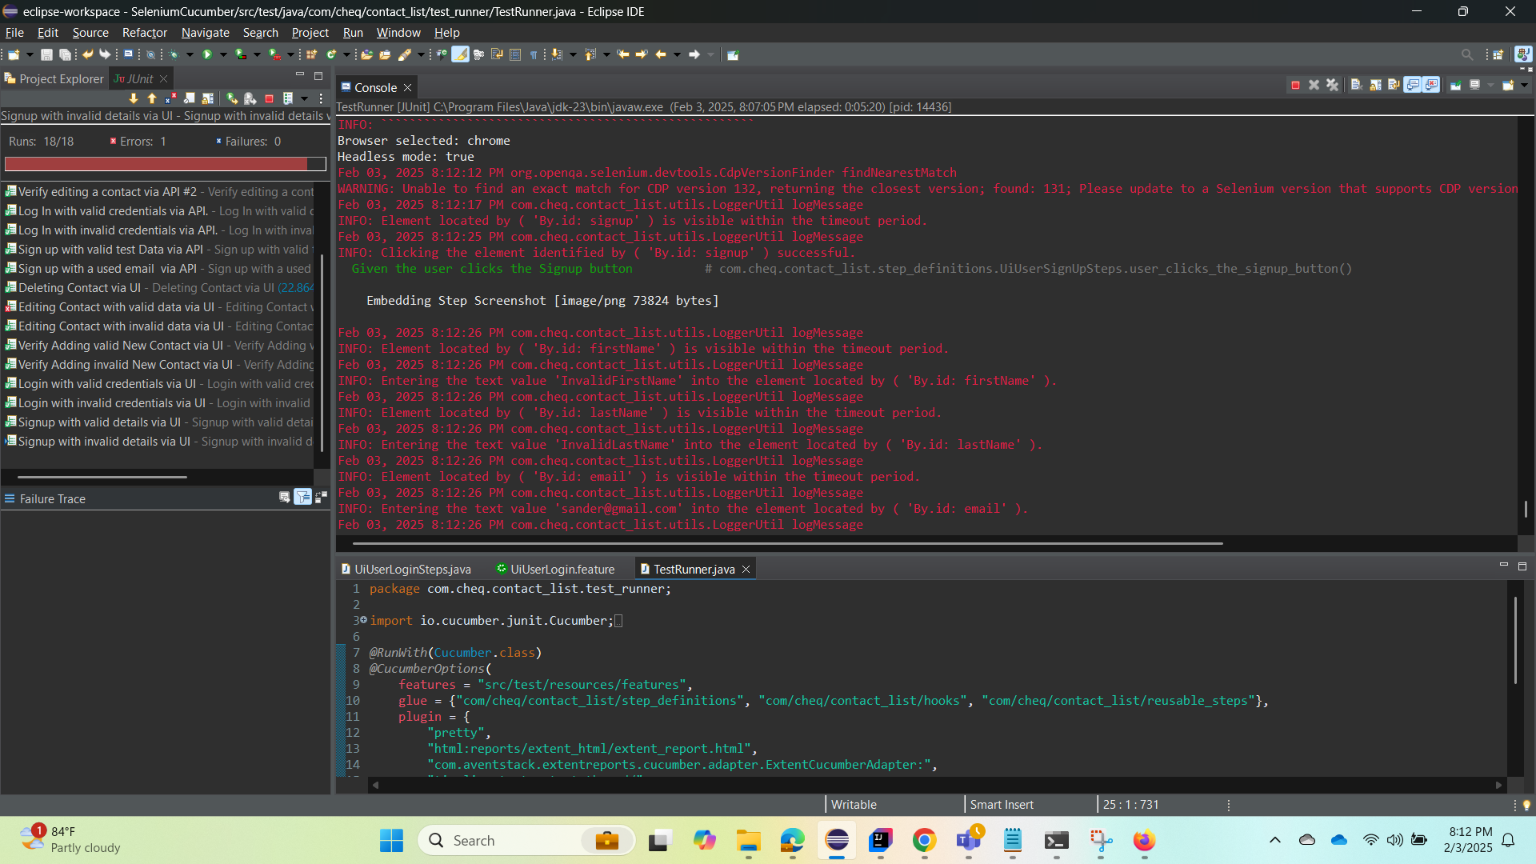 eclipse-workspace - SeleniumCucumber/src/test/java/com/cheq/contact_list/test_runner/TestRunner.java - Eclipse IDE
File Edit Source Refactor Navigate Search Project Run Window Help
Project Explorer JUnit
Signup with invalid details via UI - Signup with invalid details v
Runs: 18/18 Errors: 1 Failures: 0
Verify editing a contact via API #2 - Verify editing a cont
Log In with valid credentials via API. - Log In with valid c
Log In with invalid credentials via API. - Log In with inva
Sign up with valid test Data via API - Sign up with valid
Sign up with a used email via API - Sign up with a used
Deleting Contact via UI - Deleting Contact via UI (22.864
Editing Contact with valid data via UI - Editing Contact v
Editing Contact with invalid data via UI - Editing Contac
Verify Adding valid New Contact via UI - Verify Adding v
Verify Adding invalid New Contact via UI - Verify Adding
Login with valid credentials via UI - Login with valid cred
Login with invalid credentials via UI - Login with invalid
Signup with valid details via UI - Signup with valid detai
Signup with invalid details via UI - Signup with invalid d
Failure Trace
Console
TestRunner [JUnit] C:\Program Files\Java\jdk-23\bin\javaw.exe (Feb 3, 2025, 8:07:05 PM elapsed: 0:05:20) [pid: 14436]
INFO:
Browser selected: chrome
Headless mode: true
Feb 03, 2025 8:12:12 PM org.openqa.selenium.devtools.CdpVersionFinder findNearestMatch
WARNING: Unable to find an exact match for CDP version 132, returning the closest version; found: 131; Please update to a Selenium version that supports CDP version
Feb 03, 2025 8:12:17 PM com.cheq.contact_list.utils.LoggerUtil logMessage
INFO: Element located by ( 'By.id: signup' ) is visible within the timeout period.
Feb 03, 2025 8:12:25 PM com.cheq.contact_list.utils.LoggerUtil logMessage
INFO: Clicking the element identified by ( 'By.id: signup' ) successful.
Given the user clicks the Signup button # com.cheq.contact_list.step_definitions.UiUserSignUpSteps.user_clicks_the_signup_button()
Embedding Step Screenshot [image/png 73824 bytes]
Feb 03, 2025 8:12:26 PM com.cheq.contact_list.utils.LoggerUtil logMessage
INFO: Element located by ( 'By.id: firstName' ) is visible within the timeout period.
Feb 03, 2025 8:12:26 PM com.cheq.contact_list.utils.LoggerUtil logMessage
INFO: Entering the text value 'InvalidFirstName' into the element located by ( 'By.id: firstName' ).
Feb 03, 2025 8:12:26 PM com.cheq.contact_list.utils.LoggerUtil logMessage
INFO: Element located by ( 'By.id: lastName' ) is visible within the timeout period.
Feb 03, 2025 8:12:26 PM com.cheq.contact_list.utils.LoggerUtil logMessage
INFO: Entering the text value 'InvalidLastName' into the element located by ( 'By.id: lastName' ).
Feb 03, 2025 8:12:26 PM com.cheq.contact_list.utils.LoggerUtil logMessage
INFO: Element located by ( 'By.id: email' ) is visible within the timeout period.
Feb 03, 2025 8:12:26 PM com.cheq.contact_list.utils.LoggerUtil logMessage
INFO: Entering the text value 'sander@gmail.com' into the element located by ( 'By.id: email' ).
Feb 03, 2025 8:12:26 PM com.cheq.contact_list.utils.LoggerUtil logMessage
UiUserLoginSteps.java UiUserLogin.feature TestRunner.java
1 package com.cheq.contact_list.test_runner;
2
3 import io.cucumber.junit.Cucumber;
6
7 @RunWith(Cucumber.class)
8 @CucumberOptions(
9 features = "src/test/resources/features",
10 glue = {"com/cheq/contact_list/step_definitions", "com/cheq/contact_list/hooks", "com/cheq/contact_list/reusable_steps"},
11 plugin = {
12 "pretty",
13 "html:reports/extent_html/extent_report.html",
14 "com.aventstack.extentreports.cucumber.adapter.ExtentCucumberAdapter:",
Writable Smart Insert 25 : 1 : 731
1 84°F
Partly cloudy
Search
8:12 PM
2/3/2025